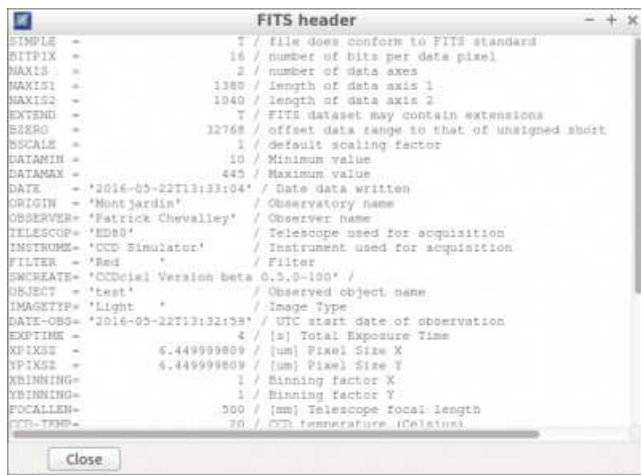 FITS header
SIMPLE  =                    T / file does conform to FITS standard
BITPIX  =                   16 / number of bits per data pixel
NAXIS   =                    2 / number of data axes
NAXIS1  =                 1380 / length of data axis 1
NAXIS2  =                 1040 / length of data axis 2
EXTEND  =                    T / FITS dataset may contain extensions
BZERO   =                32768 / offset data range to that of unsigned short
BSCALE  =                    1 / default scaling factor
DATAMIN =                   10 / Minimum value
DATAMAX =                  445 / Maximum value
DATE    = '2016-05-22T13:33:04' / Date data written
ORIGIN  = 'Montjardin'         / Observatory name
OBSERVER= 'Patrick Chevalley'  / Observer name
TELESCOP= 'ED80'               / Telescope used for acquisition
INSTRUME= 'CCD Simulator'      / Instrument used for acquisition
FILTER  = 'Red     '           / Filter
SWCREATE= 'CCDciel Version beta 0.5.0-100' /
OBJECT  = 'test'               / Observed object name
IMAGETYP= 'Light   '           / Image Type
DATE-OBS= '2016-05-22T13:32:59' / UTC start date of observation
EXPTIME =                    4 / [s] Total Exposure Time
XPIXSZ  =          6.449999809 / [um] Pixel Size X
YPIXSZ  =          6.449999809 / [um] Pixel Size Y
XBINNING=                    1 / Binning factor X
YBINNING=                    1 / Binning factor Y
FOCALLEN=                  500 / [mm] Telescope focal length
CCD-TEMP=                   20 / CCD temperature (Celsius)
Close